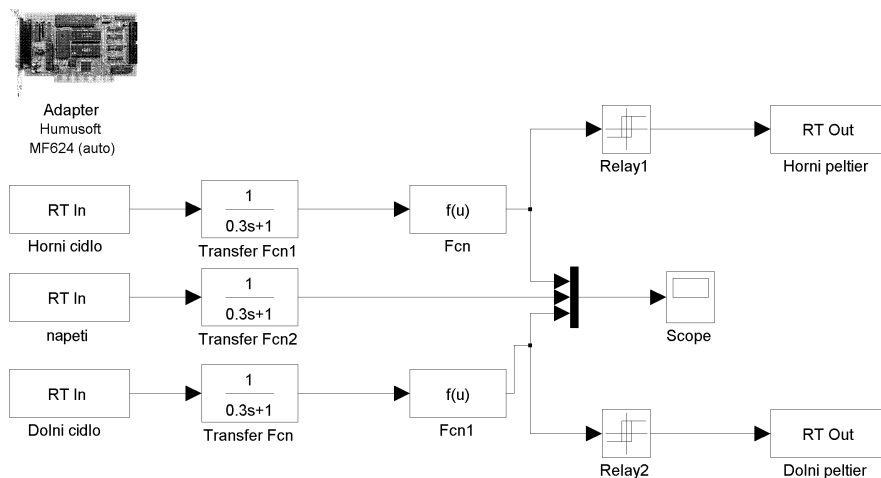 Adapter
Humusoft
MF624 (auto)
RT In
Horni cidlo
1
0.3s+1
Transfer Fcn1
f(u)
Fcn
Relay1
RT Out
Horni peltier
RT In
napeti
1
0.3s+1
Transfer Fcn2
Scope
RT In
Dolni cidlo
1
0.3s+1
Transfer Fcn
f(u)
Fcn1
Relay2
RT Out
Dolni peltier